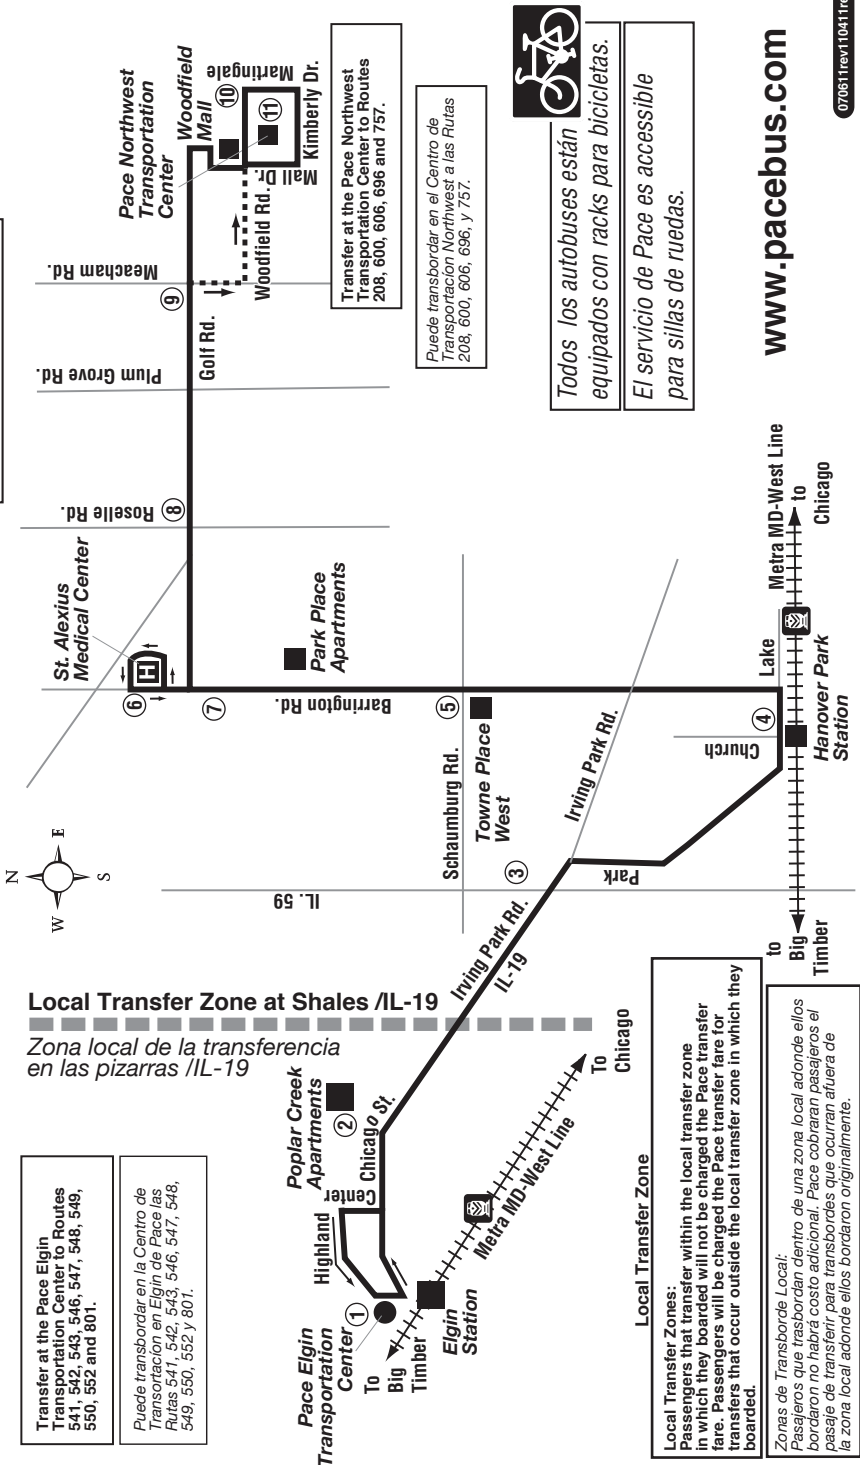 Transfer at the Pace Elgin
Transportation Center to Routes
541, 542, 543, 546, 547, 548, 549,
550, 552 and 801.
Puede transbordar en la Centro de
Transortacion en Elgin de Pace las
Rutas 541, 542, 543, 546, 547, 548,
549, 550, 552 y 801.
Local Transfer Zone at Shales /IL-19
Zona local de la transferencia
en las pizarras /IL-19
N
W
E
S
Pace Elgin
Transportation
Center
1
Highland
Center
Chicago St.
Poplar Creek
Apartments
2
Elgin
Station
To
Big
Timber
Metra MD-West Line
To
Chicago
Irving Park Rd.
IL-19
IL. 59
3
Park
Irving Park Rd.
Schaumburg Rd.
Towne Place
West
5
Church
4
Lake
Hanover Park
Station
to
Big
Timber
Metra MD-West Line
to
Chicago
Barrington Rd.
Park Place
Apartments
7
6
H
St. Alexius
Medical Center
Roselle Rd.
8
Plum Grove Rd.
Golf Rd.
Meacham Rd.
9
Woodfield Rd.
Mall Dr.
Kimberly Dr.
Martingale
Pace Northwest
Transportation
Center
Woodfield
Mall
10
11
Transfer at the Pace Northwest
Transportation Center to Routes
208, 600, 606, 696 and 757.
Puede transbordar en el Centro de
Transportacion Northwest a las Rutas
208, 600, 606, 696, y 757.
Todos los autobuses están
equipados con racks para bicicletas.
El servicio de Pace es accessible
para sillas de ruedas.
www.pacebus.com
Local Transfer Zone
Local Transfer Zones:
Passengers that transfer within the local transfer zone
in which they boarded will not be charged the Pace transfer
fare. Passengers will be charged the Pace transfer fare for
transfers that occur outside the local transfer zone in which they
boarded.
Zonas de Transborde Local:
Pasajeros que trasbordan dentro de una zona local adonde ellos
bordaron no habrá costo adicional. Pace cobraran pasajeros el
pasaje de transferir para transbordes que ocurran afuera de
la zona local adonde ellos bordaron originalmente.